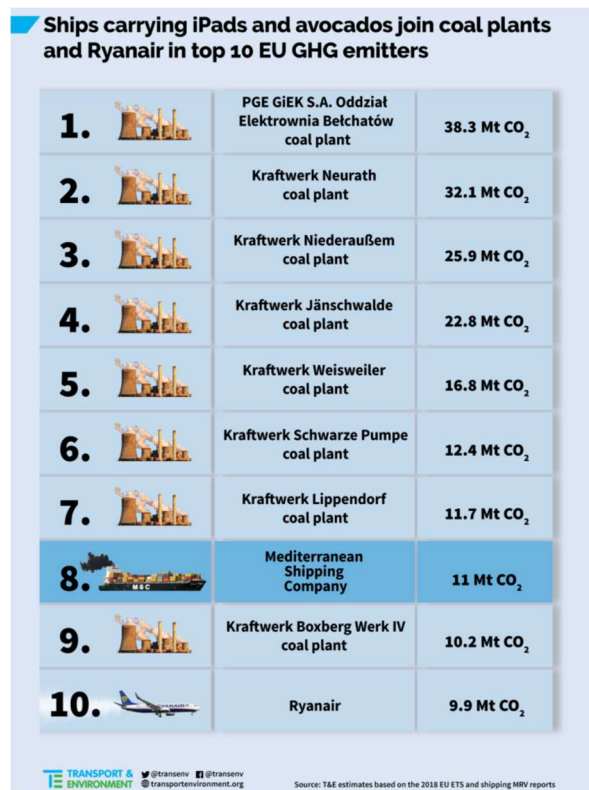 Ships carrying iPads and avocados join coal plants
and Ryanair in top 10 EU GHG emitters
1.
PGE GiEK S.A. Oddział
Elektrownia Bełchatów
coal plant
38.3 Mt CO₂
2.
Kraftwerk Neurath
coal plant
32.1 Mt CO₂
3.
Kraftwerk Niederaußem
coal plant
25.9 Mt CO₂
4.
Kraftwerk Jänschwalde
coal plant
22.8 Mt CO₂
5.
Kraftwerk Weisweiler
coal plant
16.8 Mt CO₂
6.
Kraftwerk Schwarze Pumpe
coal plant
12.4 Mt CO₂
7.
Kraftwerk Lippendorf
coal plant
11.7 Mt CO₂
8.
MSC
Mediterranean
Shipping
Company
11 Mt CO₂
9.
Kraftwerk Boxberg Werk IV
coal plant
10.2 Mt CO₂
10.
RYANAIR
Ryanair
9.9 Mt CO₂
TRANSPORT &
ENVIRONMENT
@transenv @transenv
transportenvironment.org
Source: T&E estimates based on the 2018 EU ETS and shipping MRV reports